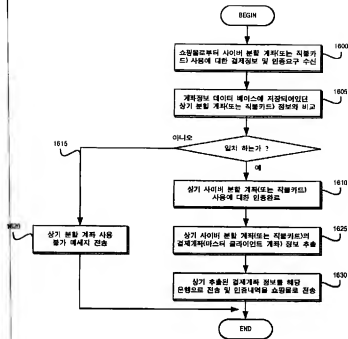 BEGIN
1600
쇼핑몰로부터 사이버 분할 계좌(또는 직불카
드) 사용에 대한 결제정보 및 인증요구 수신
1605
계좌정보 데이터 베이스에 저장되어있던
상기 분할 계좌(또는 직불카드) 정보와 비교
1615
아니오
일치 하는가 ?
예
1610
상기 사이버 분할 계좌(또는 직불카드)
사용에 대한 인증완료
1620
상기 분할 계좌 사용
불가 메세지 전송
1625
상기 사이버 분할 계좌(또는 직불카드)의
결제계좌(마스터 클라이언트 계좌) 정보 추출
1630
상기 추출된 결제계좌 정보를 해당
은행으로 전송 및 인증내역을 쇼핑몰로 전송
END